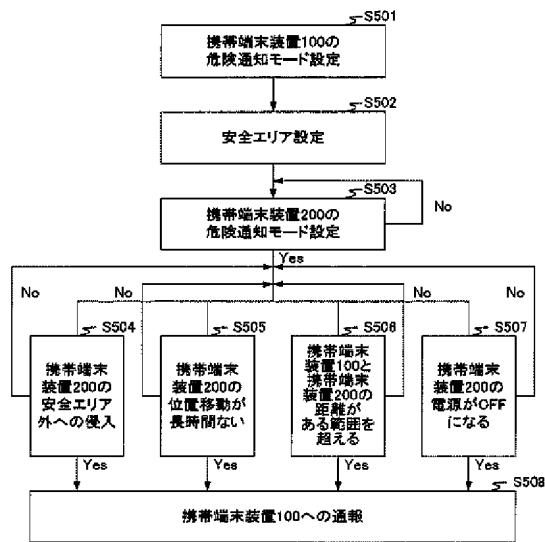 S501
携帯端末装置100の
危険通知モード設定
S502
安全エリア設定
S503
携帯端末装置200の
危険通知モード設定
No
Yes
No
No
No
No
S504
携帯端末
装置200の
安全エリア
外への侵入
S505
携帯端末
装置200の
位置移動が
長時間ない
S506
携帯端末
装置100と
携帯端末
装置200の
距離が
ある範囲を
超える
S507
携帯端末
装置200の
電源がOFF
になる
Yes
Yes
Yes
Yes
S508
携帯端末装置100への通報